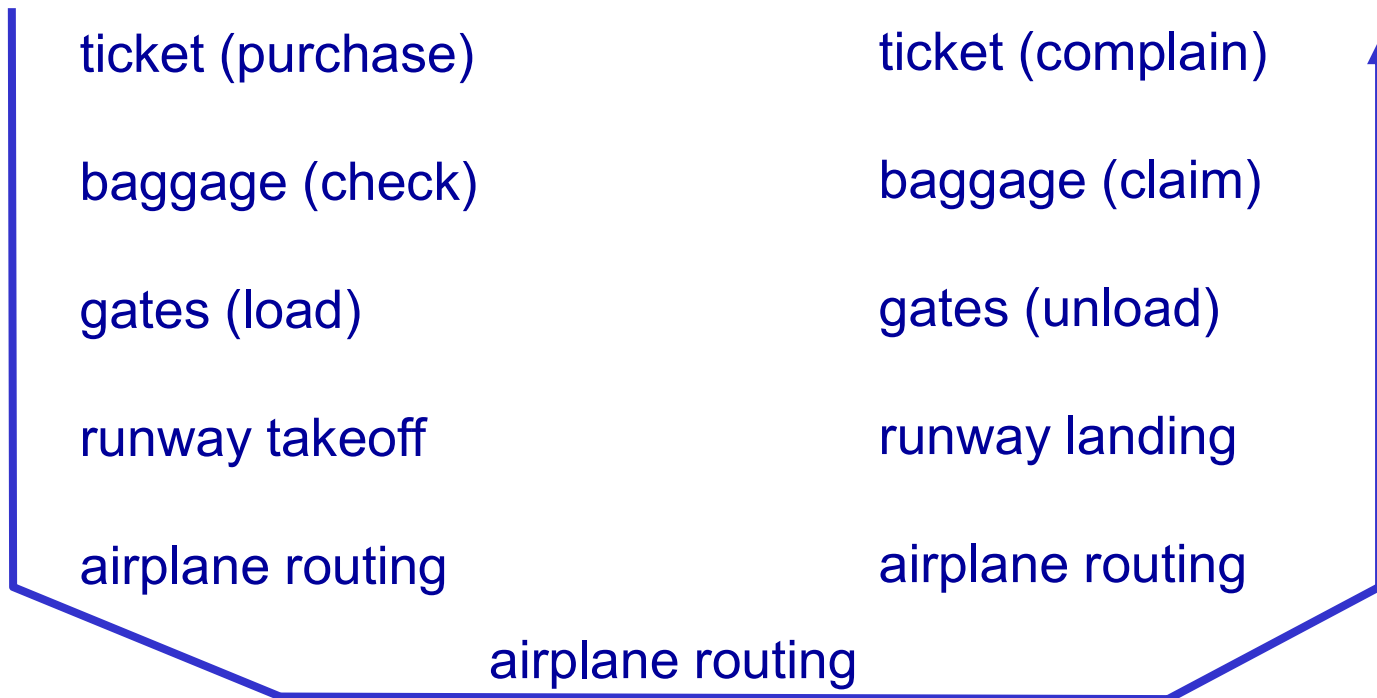 ticket (purchase)
baggage (check)
gates (load)
runway takeoff
airplane routing
ticket (complain)
baggage (claim)
gates (unload)
runway landing
airplane routing
airplane routing